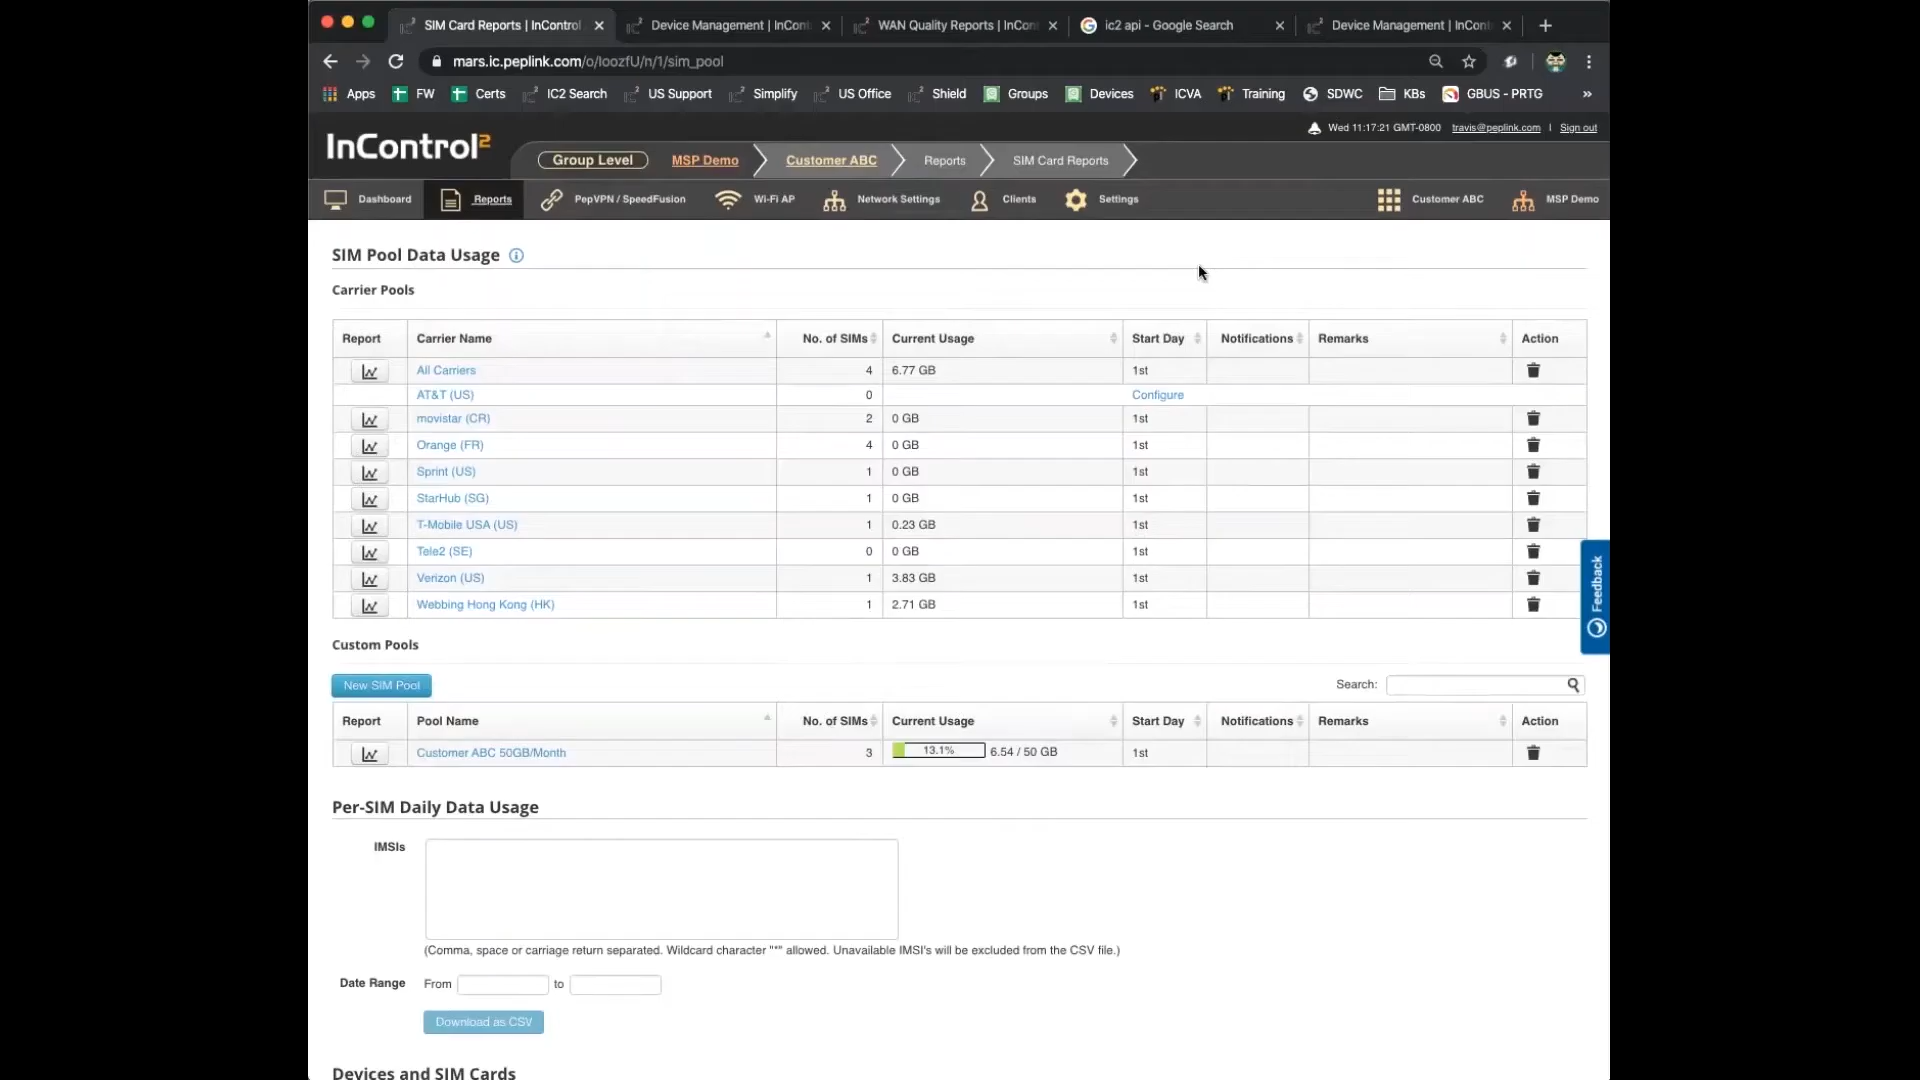 SIM Card Reports | InControl
Device Management | InCont
WAN Quality Reports | InCon
ic2 api - Google Search
Device Management | InCont
mars.ic.peplink.com/o/IoozfU/n/1/sim_pool
Apps FW Certs IC2 Search US Support Simplify US Office Shield Groups Devices ICVA Training SDWC KBs GBUS - PRTG »
Wed 11:17:21 GMT-0800 travis@peplink.com | Sign out
InControl2
Group Level MSP Demo Customer ABC Reports SIM Card Reports
Dashboard Reports PepVPN / SpeedFusion Wi-Fi AP Network Settings Clients Settings Customer ABC MSP Demo
SIM Pool Data Usage
Carrier Pools
Report Carrier Name No. of SIMs Current Usage Start Day Notifications Remarks Action
All Carriers 4 6.77 GB 1st
AT&T (US) 0 Configure
movistar (CR) 2 0 GB 1st
Orange (FR) 4 0 GB 1st
Sprint (US) 1 0 GB 1st
StarHub (SG) 1 0 GB 1st
T-Mobile USA (US) 1 0.23 GB 1st
Tele2 (SE) 0 0 GB 1st
Verizon (US) 1 3.83 GB 1st
Webbing Hong Kong (HK) 1 2.71 GB 1st
Feedback
Custom Pools
New SIM Pool Search:
Report Pool Name No. of SIMs Current Usage Start Day Notifications Remarks Action
Customer ABC 50GB/Month 3 13.1% 6.54 / 50 GB 1st
Per-SIM Daily Data Usage
IMSIs
(Comma, space or carriage return separated. Wildcard character "*" allowed. Unavailable IMSI's will be excluded from the CSV file.)
Date Range From to
Download as CSV
Devices and SIM Cards